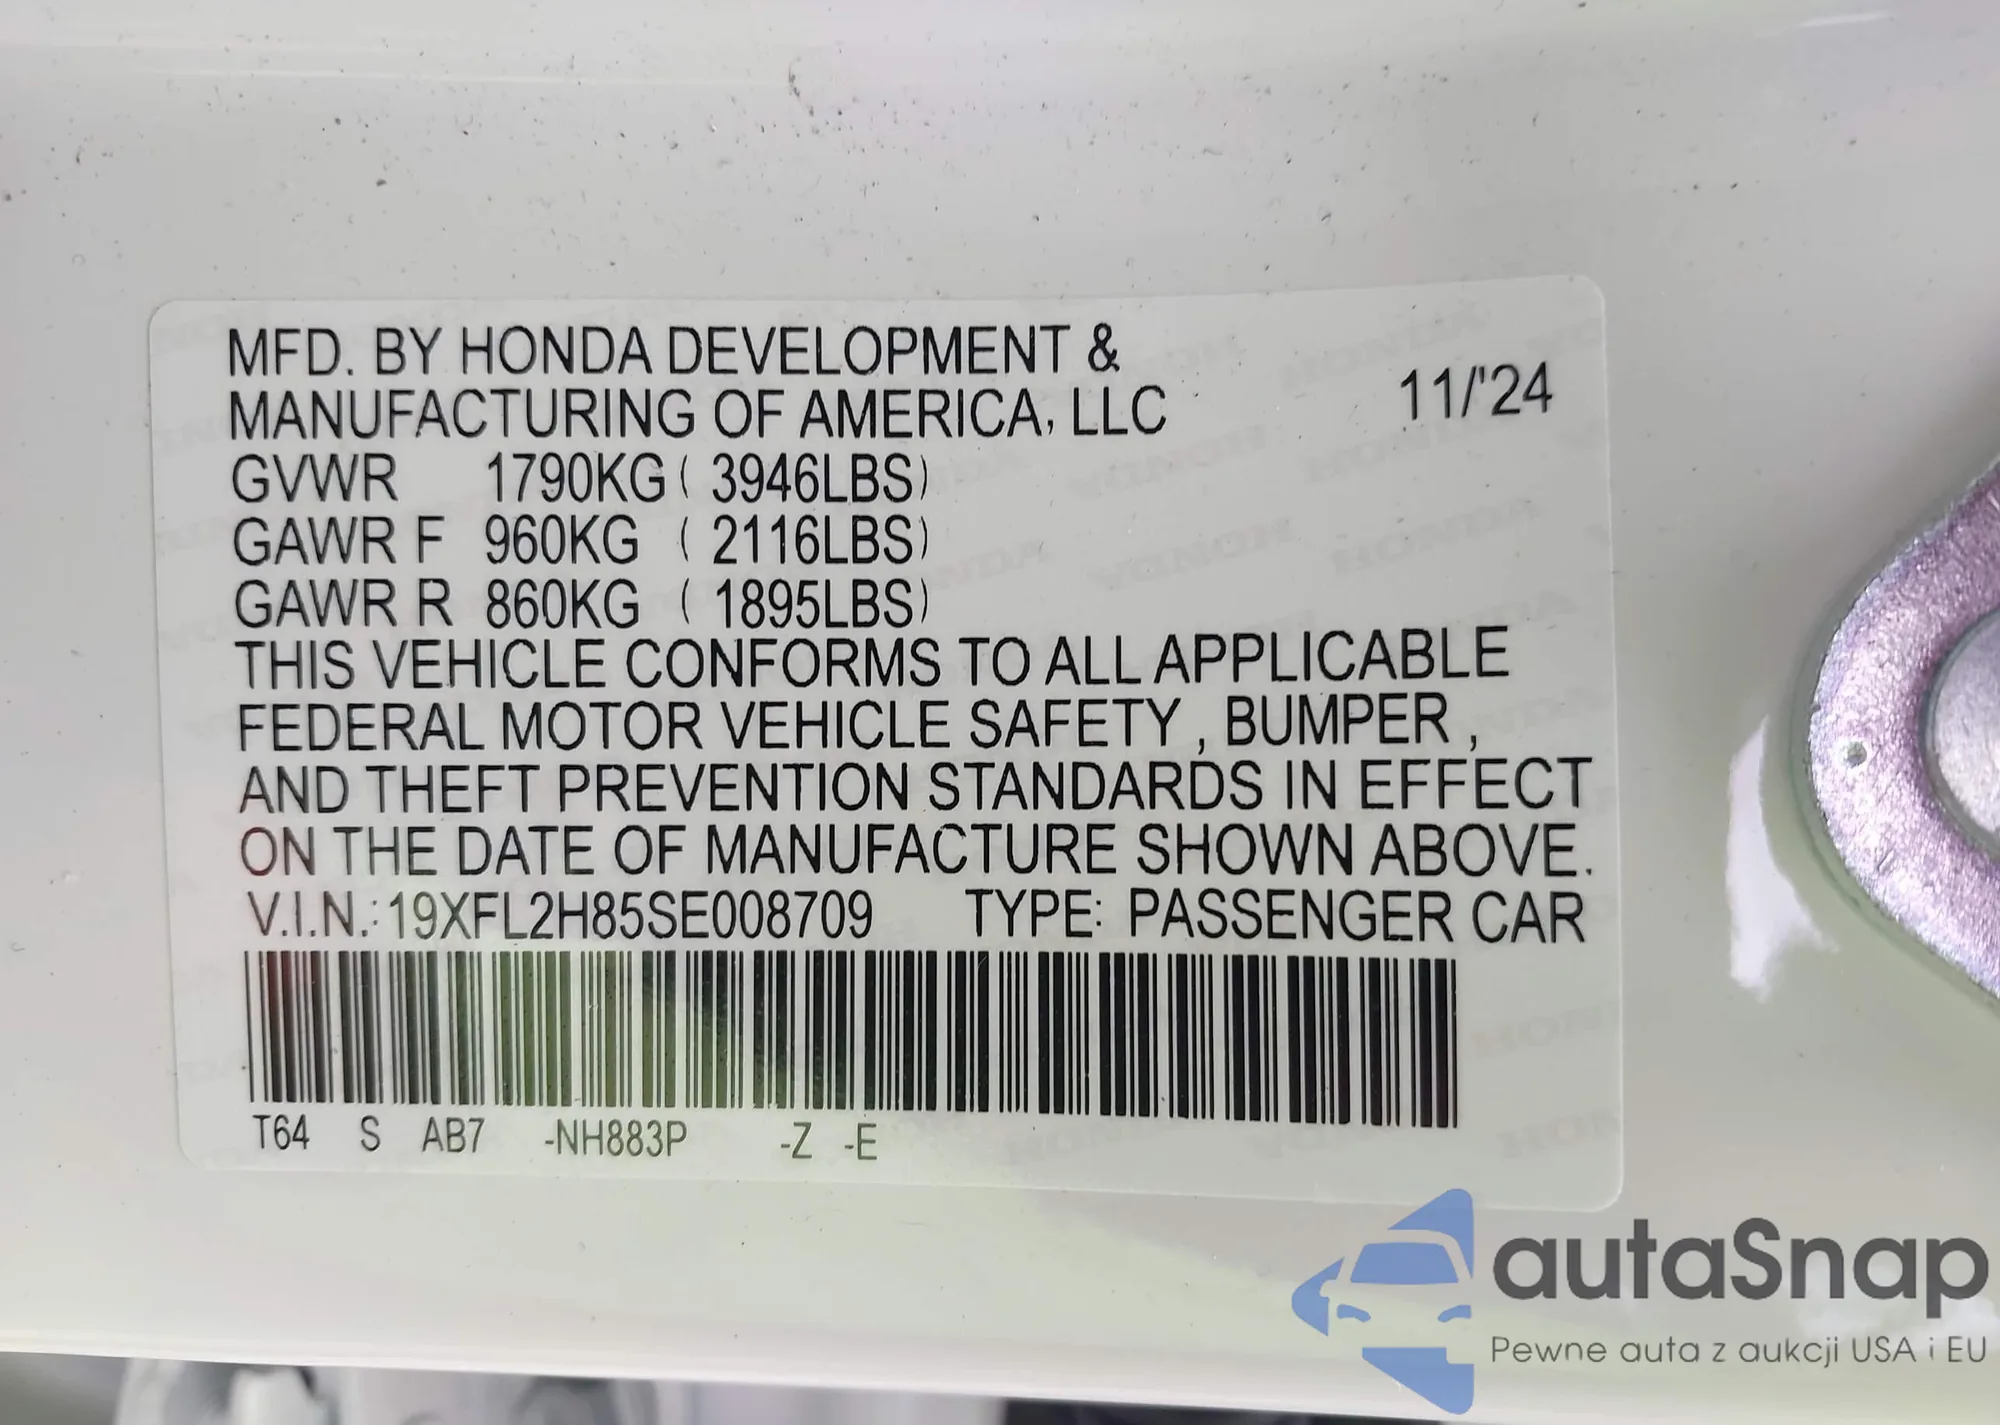 MFD. BY HONDA DEVELOPMENT &
MANUFACTURING OF AMERICA, LLC
11/'24
GVWR 1790KG ( 3946LBS)
GAWR F 960KG ( 2116LBS)
GAWR R 860KG ( 1895LBS)
THIS VEHICLE CONFORMS TO ALL APPLICABLE
FEDERAL MOTOR VEHICLE SAFETY , BUMPER ,
AND THEFT PREVENTION STANDARDS IN EFFECT
ON THE DATE OF MANUFACTURE SHOWN ABOVE.
V.I.N.: 19XFL2H85SE008709 TYPE: PASSENGER CAR
T64 S AB7 -NH883P -Z -E
autaSnap
Pewne auta z aukcji USA i EU